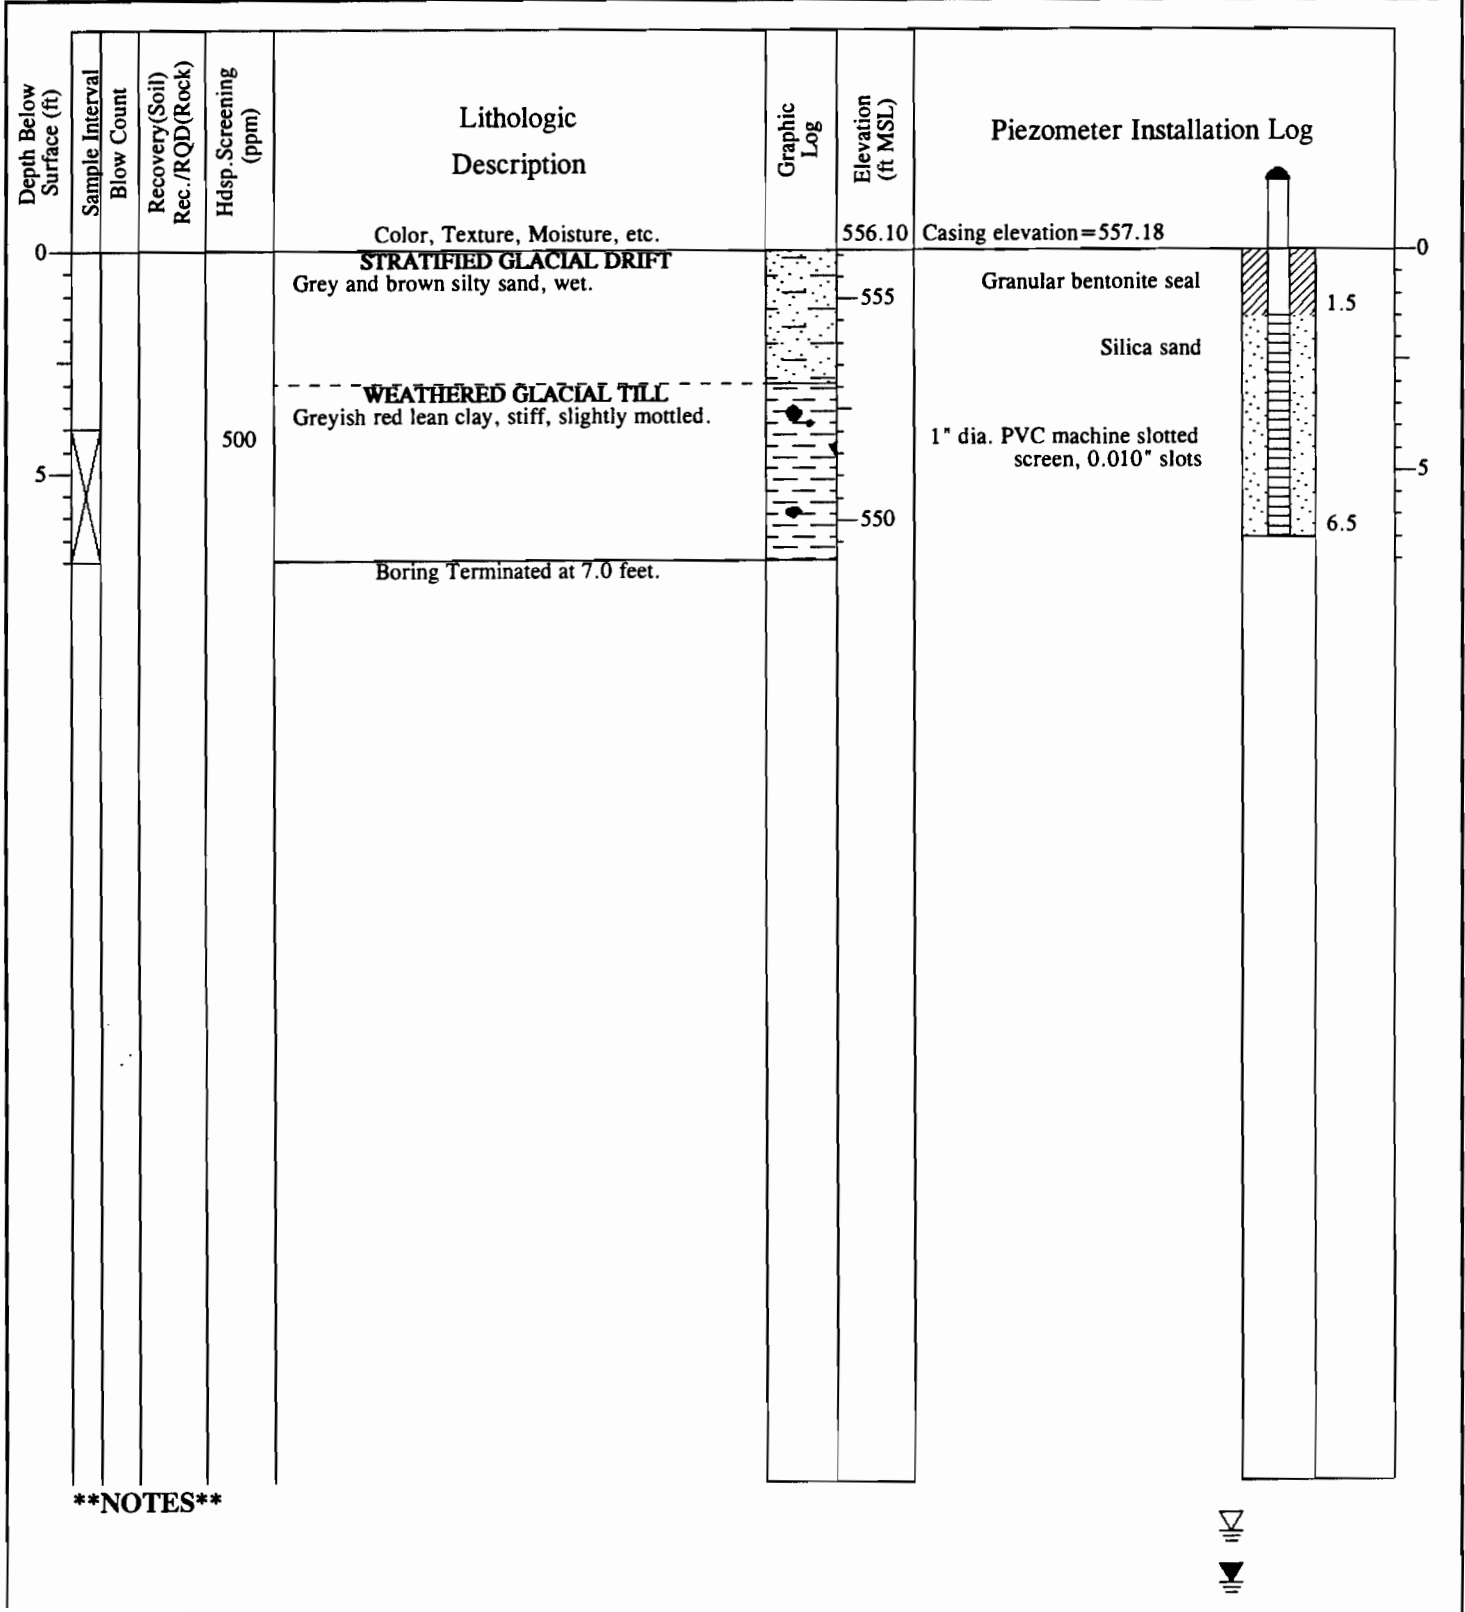 Depth Below
Surface (ft)
Sample Interval
Blow Count
Recovery(Soil)
Rec./RQD(Rock)
Hdsp.Screening
(ppm)
Lithologic
Description
Graphic
Log
Elevation
(ft MSL)
Piezometer Installation Log
Color, Texture, Moisture, etc.
556.10
Casing elevation=557.18
0
0
STRATIFIED GLACIAL DRIFT
Grey and brown silty sand, wet.
555
Granular bentonite seal
1.5
Silica sand
WEATHERED GLACIAL TILL
Greyish red lean clay, stiff, slightly mottled.
500
1" dia. PVC machine slotted
screen, 0.010" slots
5
5
550
6.5
Boring Terminated at 7.0 feet.
**NOTES**